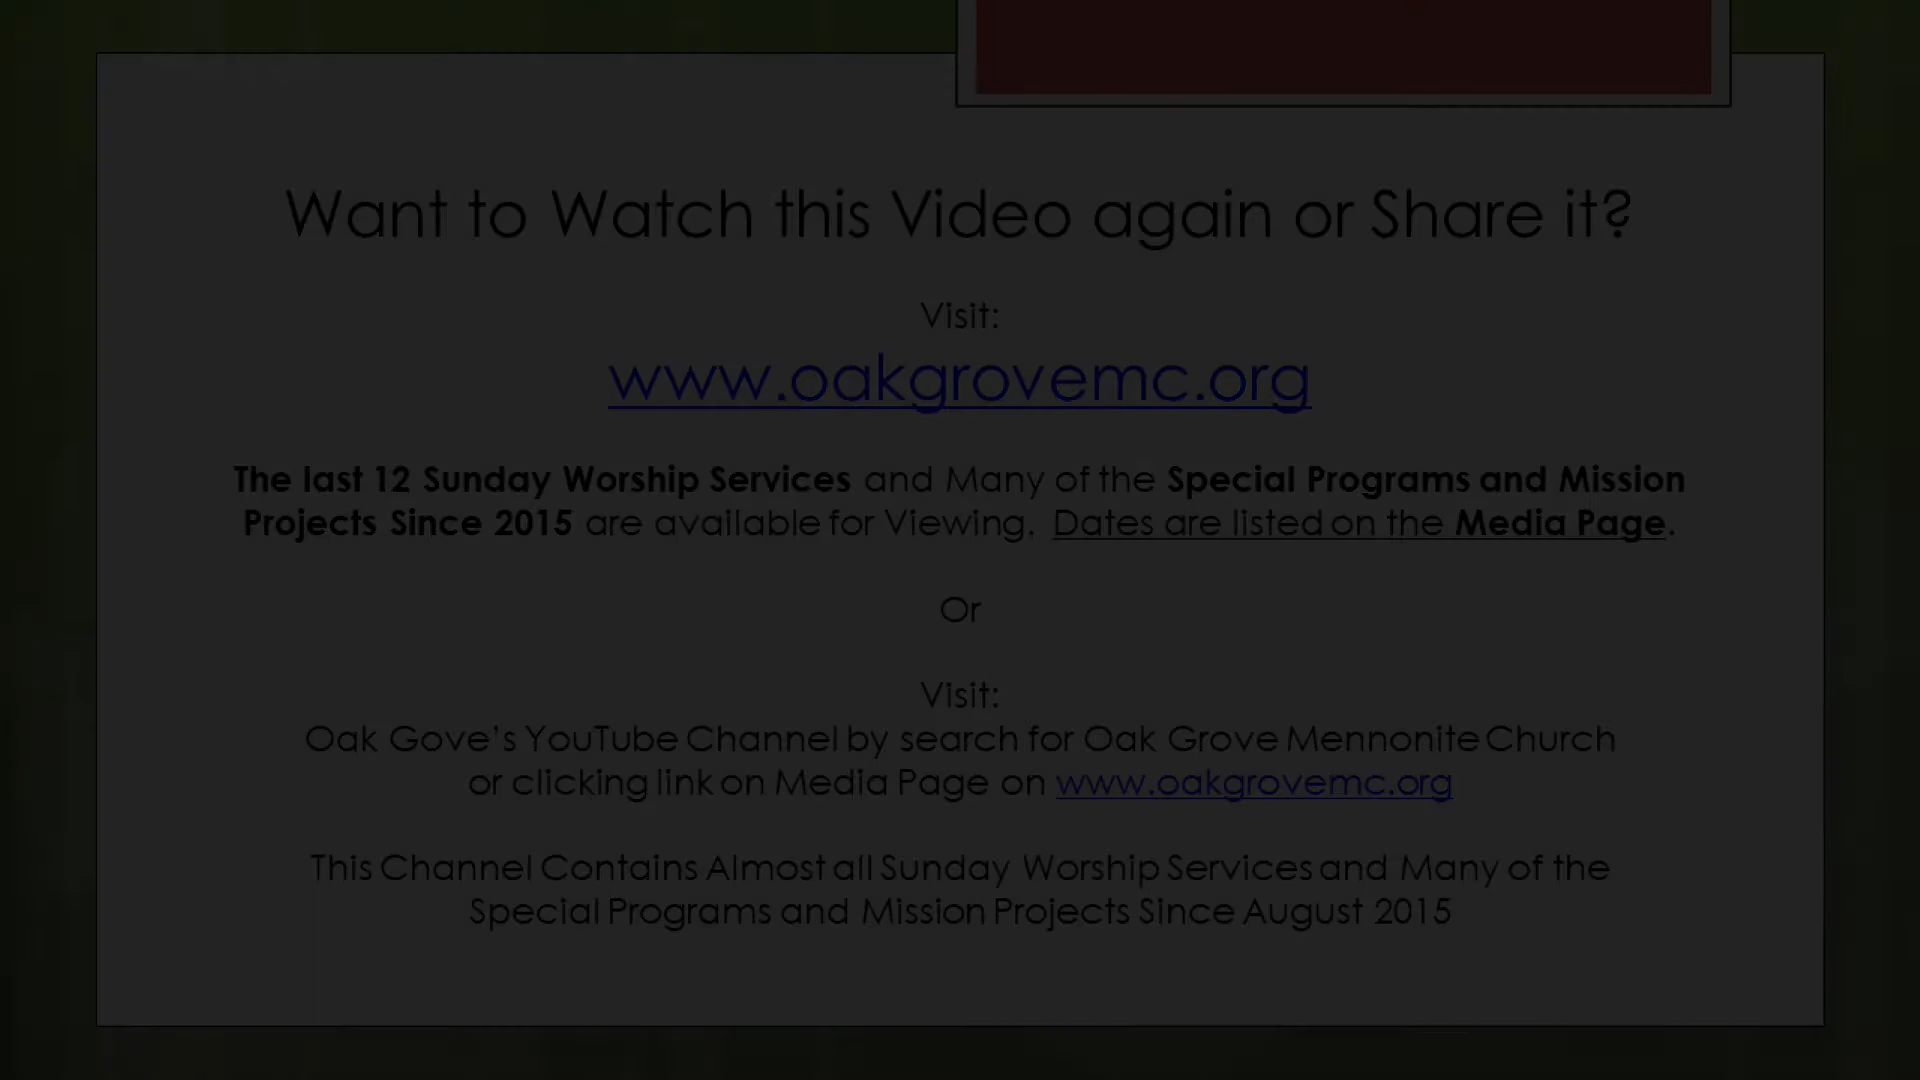 Want to Watch this Video again or Share it?
Visit:
www.oakgrovemc.org
The last 12 Sunday Worship Services and Many of the Special Programs and Mission
Projects Since 2015 are available for Viewing. Dates are listed on the Media Page.
Or
Visit:
Oak Gove's YouTube Channel by search for Oak Grove Mennonite Church
or clicking link on Media Page on www.oakgrovemc.org
This Channel Contains Almost all Sunday Worship Services and Many of the
Special Programs and Mission Projects Since August 2015